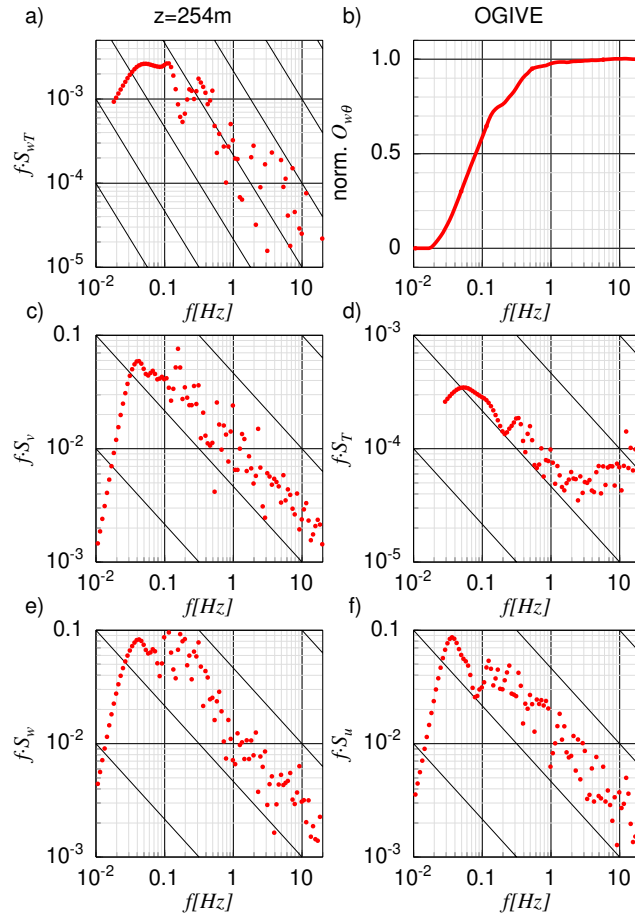 a) z=254m
b) OGIVE
f·S_wT
10^-3
10^-4
10^-5
10^-2 0.1 1 10
f[Hz]
norm. O_wθ
1.0
0.5
0
10^-2 0.1 1 10
f[Hz]
c)
f·S_v
0.1
10^-2
10^-3
10^-2 0.1 1 10
f[Hz]
d)
f·S_T
10^-3
10^-4
10^-5
10^-2 0.1 1 10
f[Hz]
e)
f·S_w
0.1
10^-2
10^-3
10^-2 0.1 1 10
f[Hz]
f)
f·S_u
0.1
10^-2
10^-3
10^-2 0.1 1 10
f[Hz]